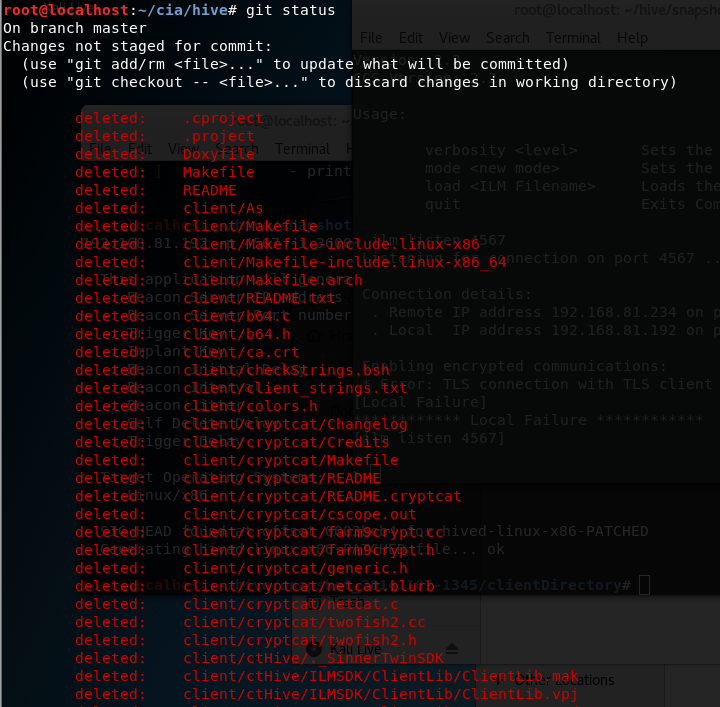 root@localhost:~/cia/hive# git status
On branch master
Changes not staged for commit:
  (use "git add/rm <file>..." to update what will be committed)
  (use "git checkout -- <file>..." to discard changes in working directory)
        deleted:    .cproject
        deleted:    .project
        deleted:    Doxyfile
        deleted:    Makefile
        deleted:    README
        deleted:    client/As
        deleted:    client/Makefile
        deleted:    client/Makefile-include.linux-x86
        deleted:    client/Makefile-include.linux-x86_64
        deleted:    client/Makefile.arch
        deleted:    client/README.txt
        deleted:    client/b64.c
        deleted:    client/b64.h
        deleted:    client/ca.crt
        deleted:    client/checkStrings.bsh
        deleted:    client/client_strings.txt
        deleted:    client/colors.h
        deleted:    client/cryptcat/Changelog
        deleted:    client/cryptcat/Credits
        deleted:    client/cryptcat/Makefile
        deleted:    client/cryptcat/README
        deleted:    client/cryptcat/README.cryptcat
        deleted:    client/cryptcat/cscope.out
        deleted:    client/cryptcat/farm9crypt.cc
        deleted:    client/cryptcat/farm9crypt.h
        deleted:    client/cryptcat/generic.h
        deleted:    client/cryptcat/netcat.blurb
        deleted:    client/cryptcat/netcat.c
        deleted:    client/cryptcat/twofish2.cc
        deleted:    client/cryptcat/twofish2.h
        deleted:    client/ctHive/._SinnerTwinSDK
        deleted:    client/ctHive/ILMSDK/ClientLib/ClientLib.mak
        deleted:    client/ctHive/ILMSDK/ClientLib/ClientLib.vpj
root@localhost: ~/hive/snapsh
File Edit View Search Terminal Help
Usage:
verbosity <level> Sets the
mode <new mode> Sets the
load <ILM Filename> Loads the
quit Exits Com
ilm listen 4567
Listening for connection on port 4567 ..
Connection details:
. Remote IP address 192.168.81.234 on p
. Local IP address 192.168.81.192 on p
Enabling encrypted communications:
* Error: TLS connection with TLS client
[Local Failure]
************ Local Failure ************
[ilm listen 4567]
Kali Live
Other Locations